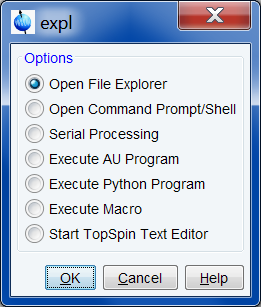 expl
Options
Open File Explorer
Open Command Prompt/Shell
Serial Processing
Execute AU Program
Execute Python Program
Execute Macro
Start TopSpin Text Editor
OK Cancel Help